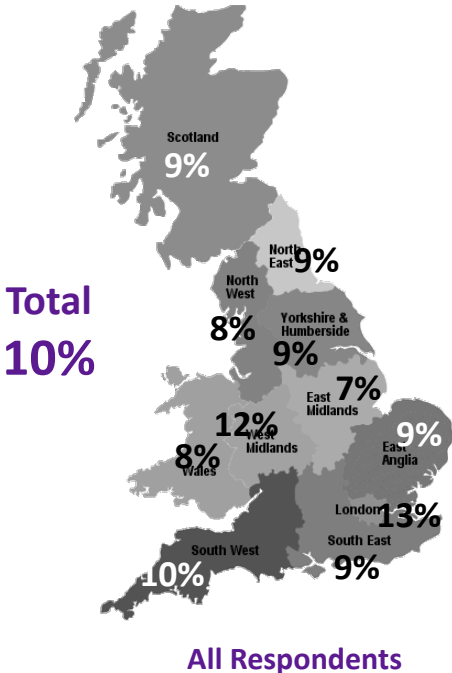 Scotland
9%
North
East
9%
North
West
8%
Total
10%
Yorkshire &
Humberside
9%
East
Midlands
7%
12%
West
Midlands
8%
Wales
9%
East
Anglia
London
13%
South East
9%
South West
10%
All Respondents